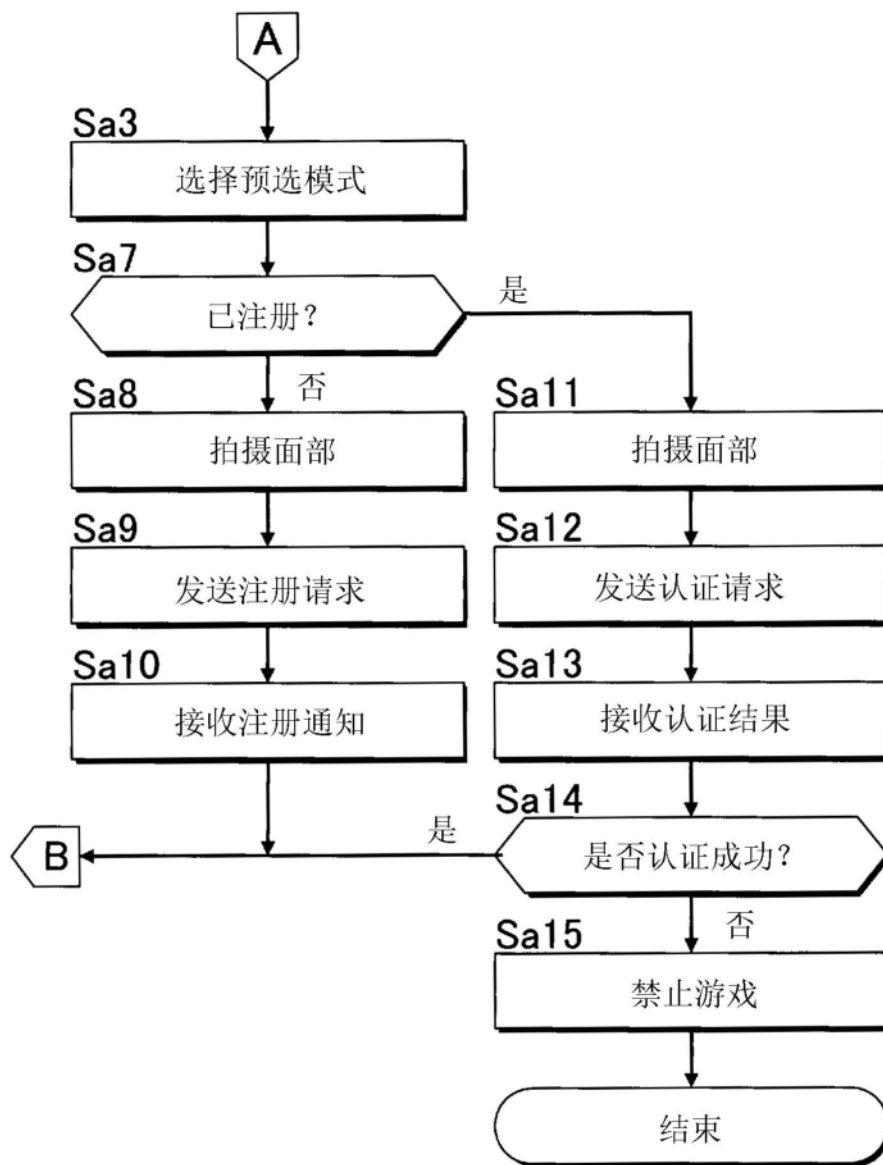 A
Sa3
选择预选模式
Sa7
已注册？
是
否
Sa8
拍摄面部
Sa11
拍摄面部
Sa9
发送注册请求
Sa12
发送认证请求
Sa10
接收注册通知
Sa13
接收认证结果
Sa14
是否认证成功？
是
B
否
Sa15
禁止游戏
结束